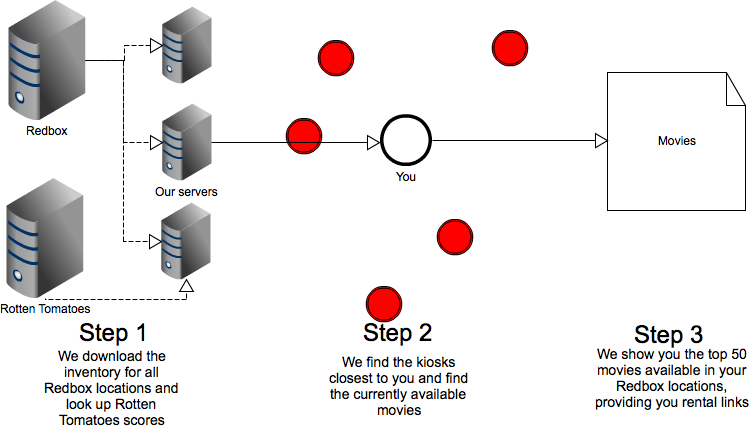 Redbox
Our servers
Rotten Tomatoes
You
Movies
Step 1
We download the
inventory for all
Redbox locations and
look up Rotten
Tomatoes scores
Step 2
We find the kiosks
closest to you and find
the currently available
movies
Step 3
We show you the top 50
movies available in your
Redbox locations,
providing you rental links